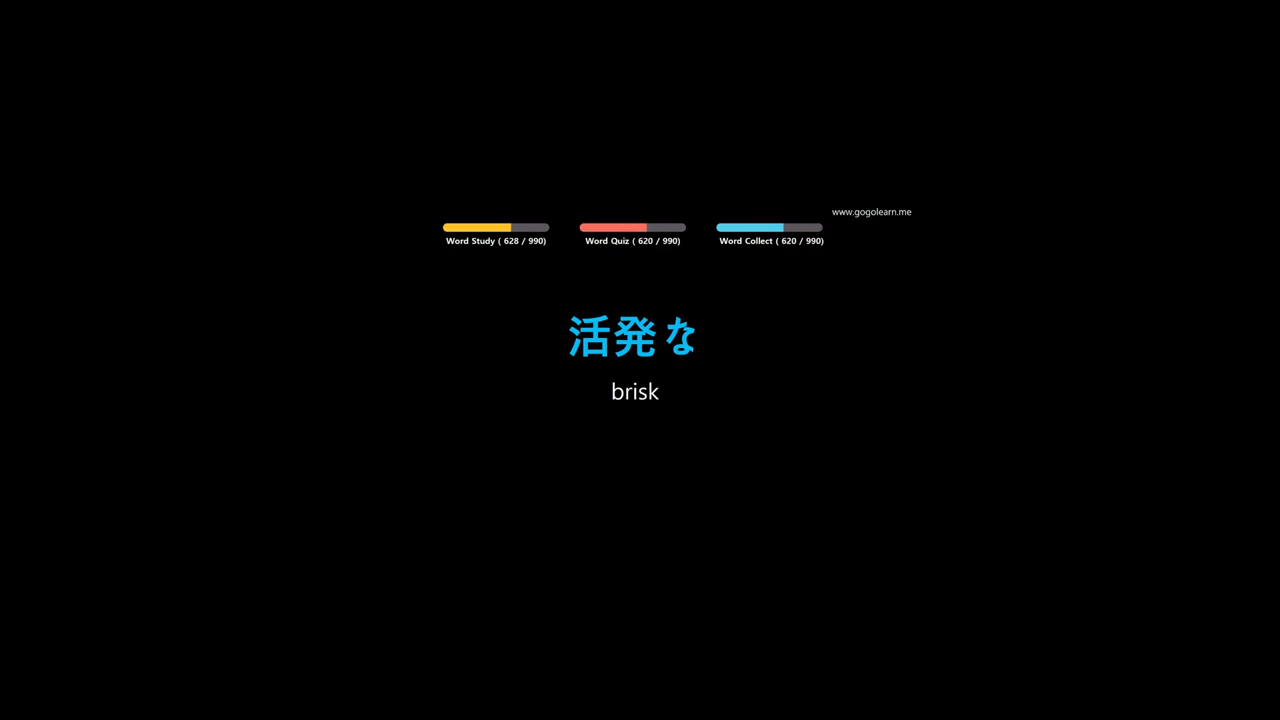 www.gogolearn.me
Word Study ( 628 / 990)
Word Quiz ( 620 / 990)
Word Collect ( 620 / 990)
活発な
brisk